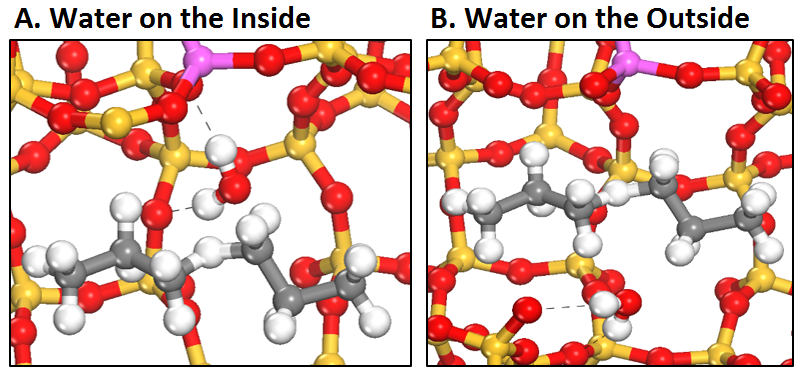 A. Water on the Inside
B. Water on the Outside